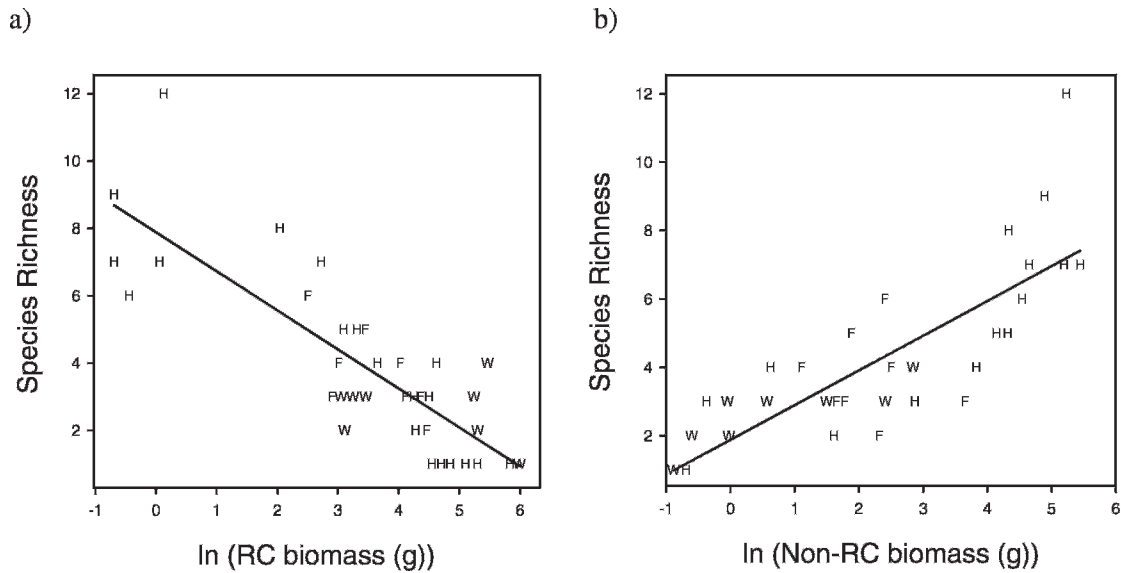 a)
b)
Species Richness
12
10
8
6
4
2
-1 0 1 2 3 4 5 6
ln (RC biomass (g))
H
H
H
H
H
H
H
F
H H F
F H F H W
F W W W H H F H W
W H F W
H H H H H H W
Species Richness
12
10
8
6
4
2
-1 0 1 2 3 4 5 6
ln (Non-RC biomass (g))
H
H
H
H H H
F H
F H H
H F F W H
H W W W F F W H F
W W H F
W H